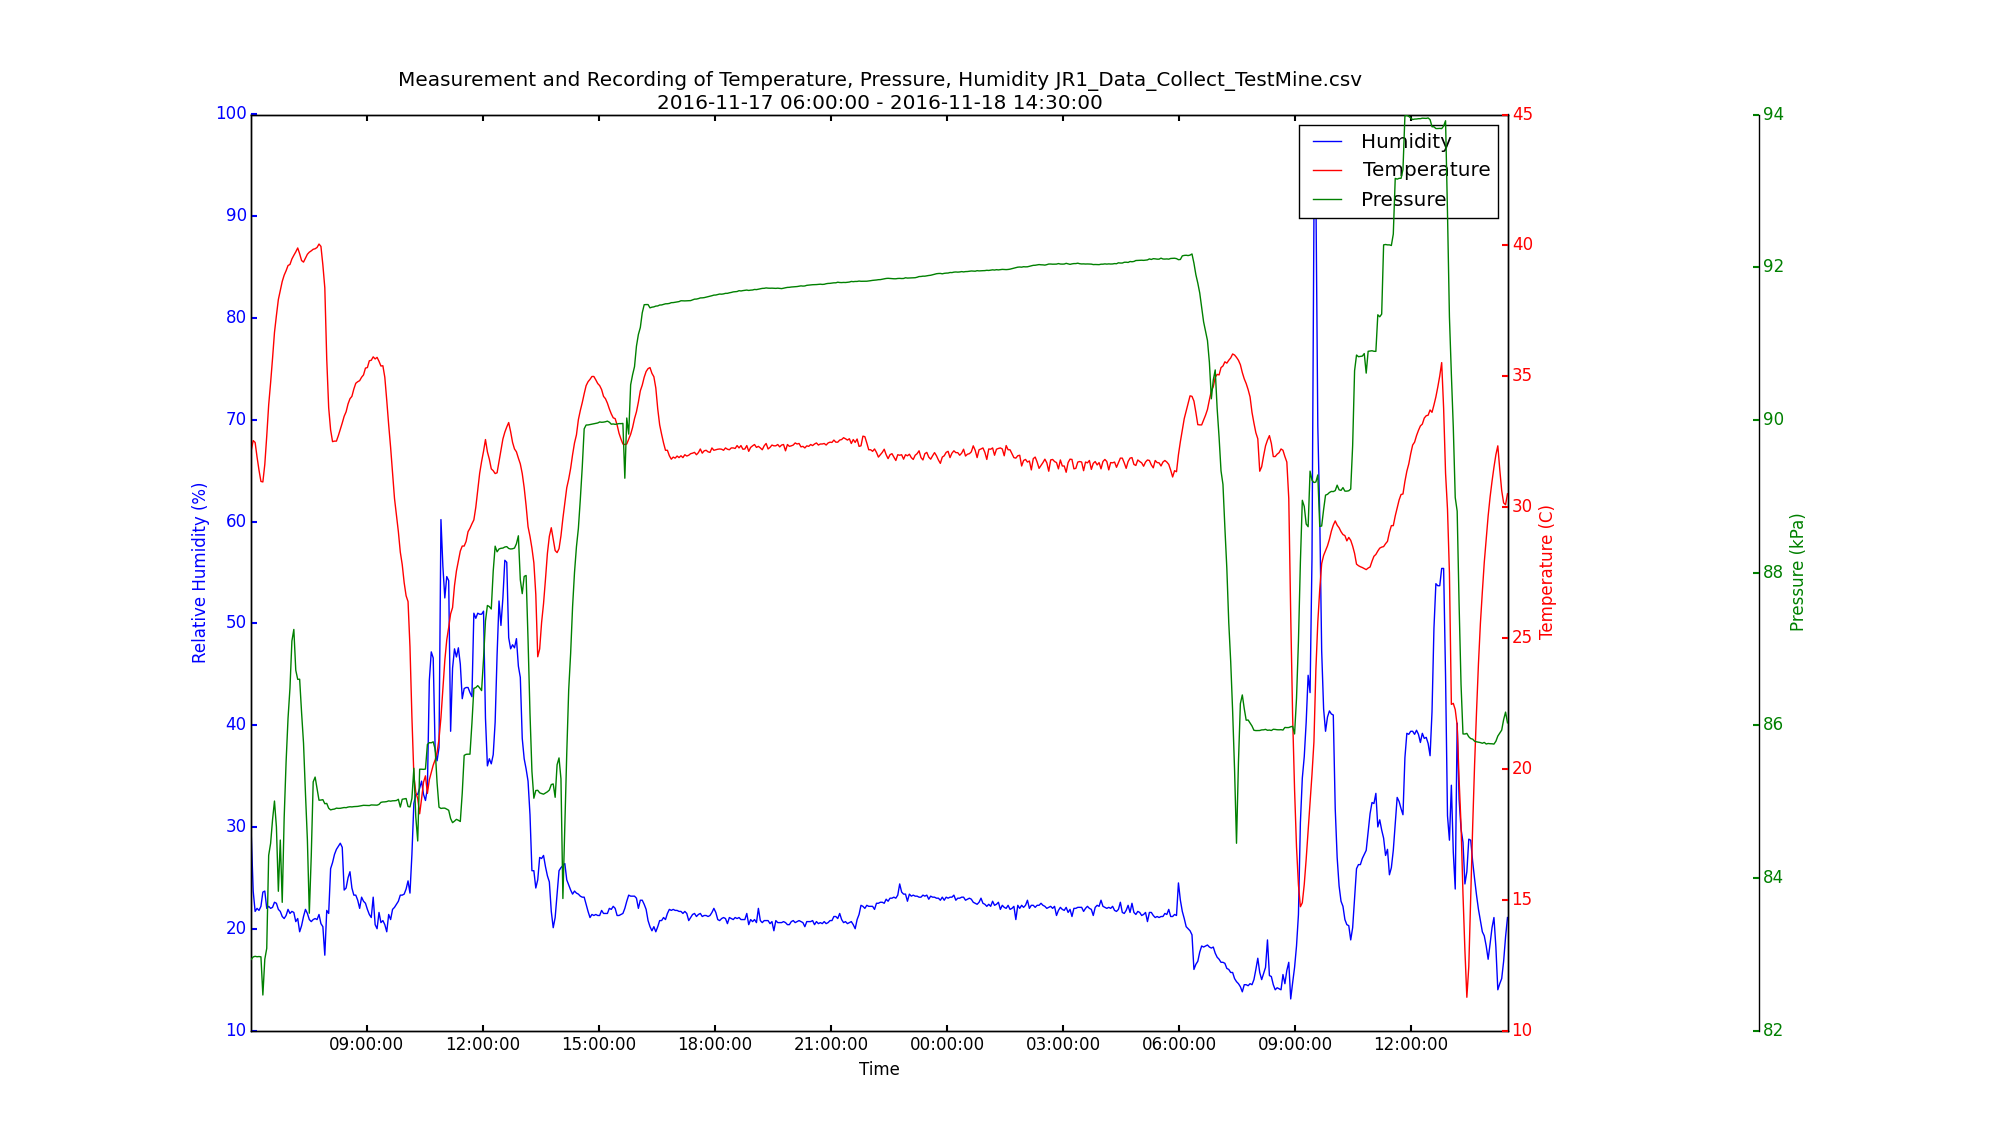 Measurement and Recording of Temperature, Pressure, Humidity JR1_Data_Collect_TestMine.csv
2016-11-17 06:00:00 - 2016-11-18 14:30:00
100
90
80
70
60
50
40
30
20
10
Relative Humidity (%)
Humidity
Temperature
Pressure
45
40
35
30
25
20
15
10
Temperature (C)
94
92
90
88
86
84
82
Pressure (kPa)
09:00:00 12:00:00 15:00:00 18:00:00 21:00:00 00:00:00 03:00:00 06:00:00 09:00:00 12:00:00
Time